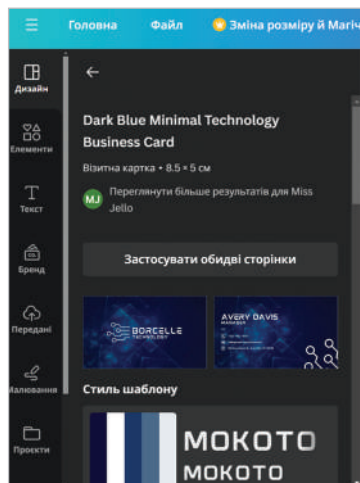 Головна Файл Зміна розміру й Магіч
Дизайн
Елементи
Текст
Бренд
Передані
Малювання
Проєкти
Dark Blue Minimal Technology
Business Card
Візитна картка • 8.5 × 5 см
MJ
Переглянути більше результатів для Miss
Jello
Застосувати обидві сторінки
BORCELLE
TECHNOLOGY
AVERY DAVIS
MANAGER
Стиль шаблону
MOKOTO
MOKOTO